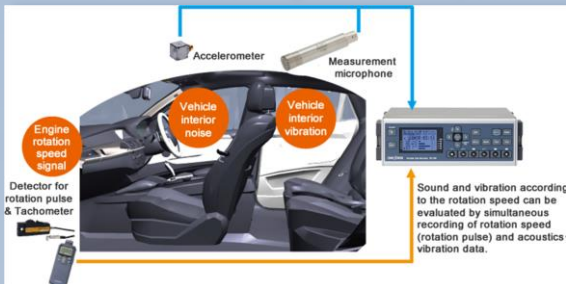 Accelerometer
Measurement
microphone
Vehicle
interior
noise
Vehicle
interior
vibration
Engine
rotation
speed
signal
Detector for
rotation pulse
& Tachometer
Sound and vibration according
to the rotation speed can be
evaluated by simultaneous
recording of rotation speed
(rotation pulse) and acoustics
vibration data.